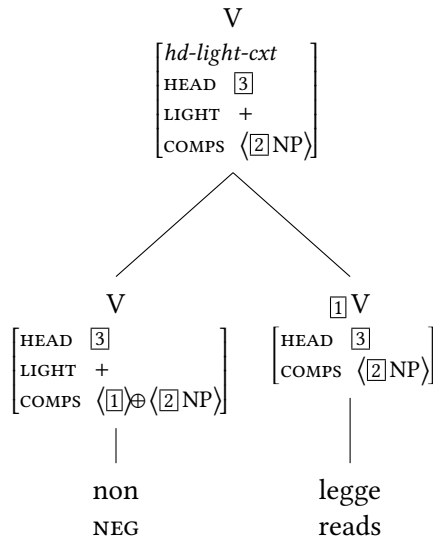 V
[hd-light-cxt
HEAD [3]
LIGHT +
COMPS ⟨[2] NP⟩]
V
[HEAD [3]
LIGHT +
COMPS ⟨[1]⟩⊕⟨[2] NP⟩]
[1] V
[HEAD [3]
COMPS ⟨[2] NP⟩]
non
NEG
legge
reads